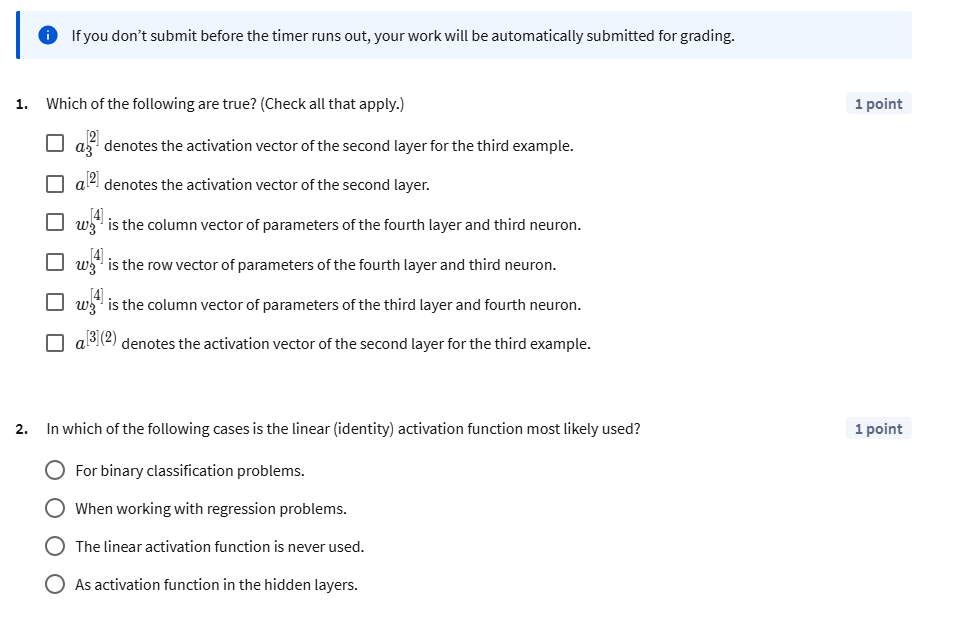 If you don’t submit before the timer runs out, your work will be automatically submitted for grading.
1. Which of the following are true? (Check all that apply.) 1 point
a_3^{[2]} denotes the activation vector of the second layer for the third example.
a^{[2]} denotes the activation vector of the second layer.
w_3^{[4]} is the column vector of parameters of the fourth layer and third neuron.
w_3^{[4]} is the row vector of parameters of the fourth layer and third neuron.
w_3^{[4]} is the column vector of parameters of the third layer and fourth neuron.
a^{[3](2)} denotes the activation vector of the second layer for the third example.
2. In which of the following cases is the linear (identity) activation function most likely used? 1 point
For binary classification problems.
When working with regression problems.
The linear activation function is never used.
As activation function in the hidden layers.